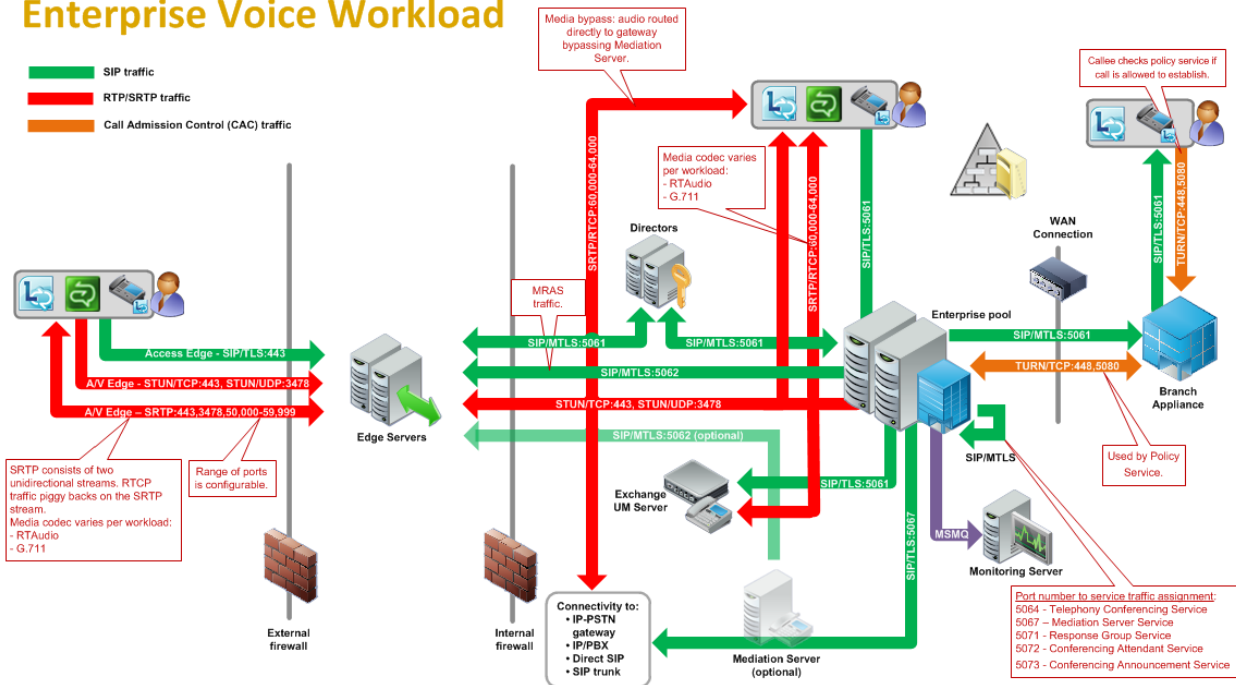 Enterprise Voice Workload
SIP traffic
RTP/SRTP traffic
Call Admission Control (CAC) traffic
Media bypass: audio routed
directly to gateway
bypassing Mediation
Server.
Callee checks policy service if
call is allowed to establish.
Media codec varies
per workload:
- RTAudio
- G.711
SRTP/RTCP:60,000-64,000
SRTP/RTCP:60,000-64,000
SIP/TLS:5061
SIP/TLS:5061
TURN/TCP:448,5080
WAN
Connection
Directors
MRAS
traffic.
Enterprise pool
SIP/MTLS:5061
SIP/MTLS:5061
SIP/MTLS:5061
TURN/TCP:448,5080
Branch
Appliance
Access Edge - SIP/TLS:443
A/V Edge - STUN/TCP:443, STUN/UDP:3478
A/V Edge – SRTP:443,3478,50,000-59,999
SIP/MTLS:5062
STUN/TCP:443, STUN/UDP:3478
SIP/MTLS:5062 (optional)
Edge Servers
SRTP consists of two
unidirectional streams. RTCP
traffic piggy backs on the SRTP
stream.
Media codec varies per workload:
- RTAudio
- G.711
Range of ports
is configurable.
SIP/MTLS
Used by Policy
Service.
Exchange
UM Server
SIP/TLS:5061
SIP/TLS:5067
MSMQ
Monitoring Server
External
firewall
Internal
firewall
Connectivity to:
• IP-PSTN
gateway
• IP/PBX
• Direct SIP
• SIP trunk
Mediation Server
(optional)
Port number to service traffic assignment:
5064 - Telephony Conferencing Service
5067 – Mediation Server Service
5071 - Response Group Service
5072 - Conferencing Attendant Service
5073 - Conferencing Announcement Service